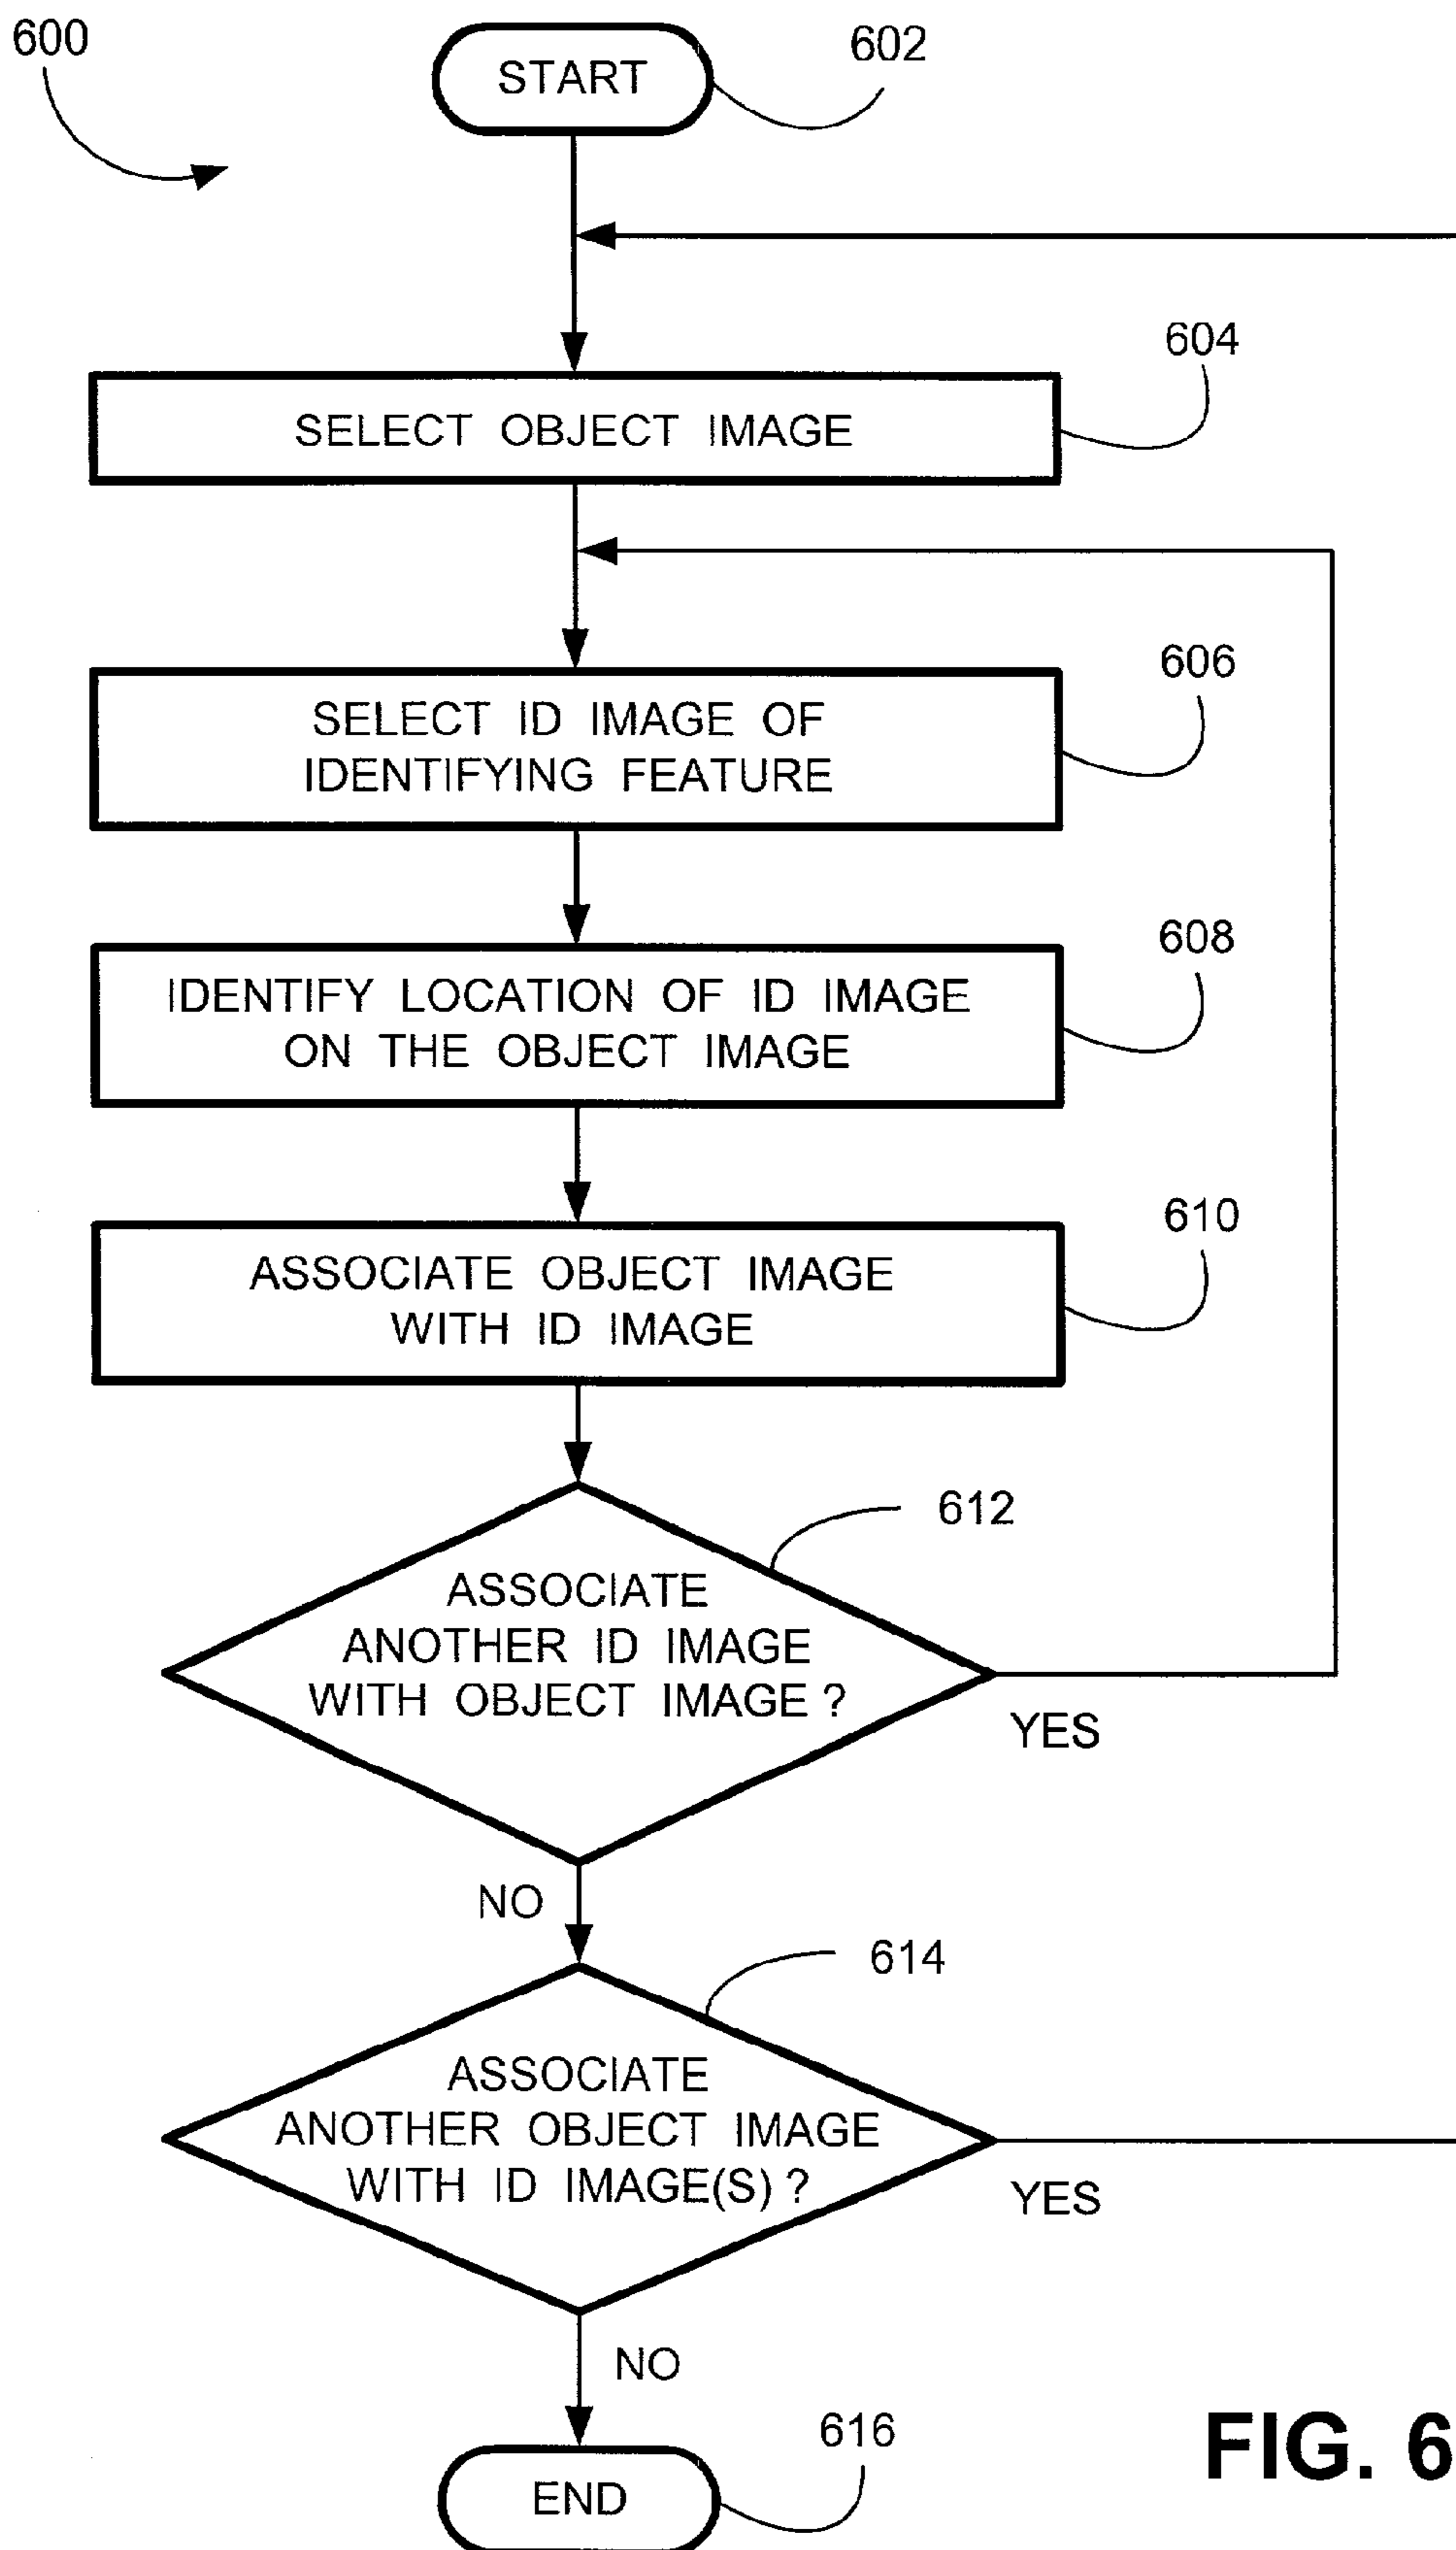 600
START
602
604
SELECT OBJECT IMAGE
606
SELECT ID IMAGE OF
IDENTIFYING FEATURE
608
IDENTIFY LOCATION OF ID IMAGE
ON THE OBJECT IMAGE
610
ASSOCIATE OBJECT IMAGE
WITH ID IMAGE
612
ASSOCIATE
ANOTHER ID IMAGE
WITH OBJECT IMAGE ?
YES
NO
614
ASSOCIATE
ANOTHER OBJECT IMAGE
WITH ID IMAGE(S) ?
YES
NO
616
END
FIG. 6